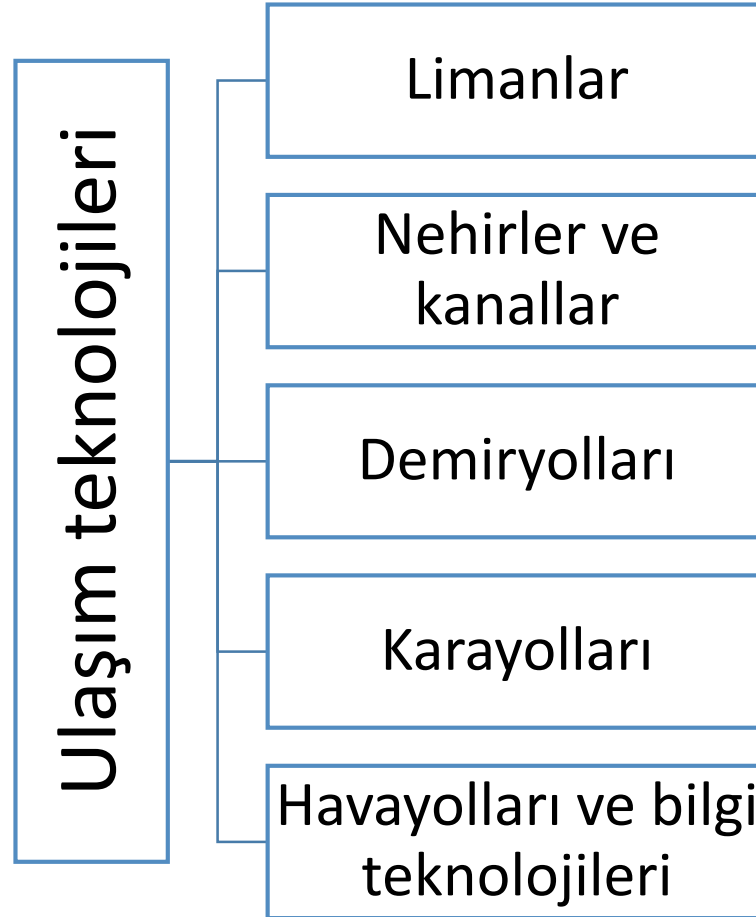 Ulaşım teknolojileri
Limanlar
Nehirler ve
kanallar
Demiryolları
Karayolları
Havayolları ve bilgi
teknolojileri